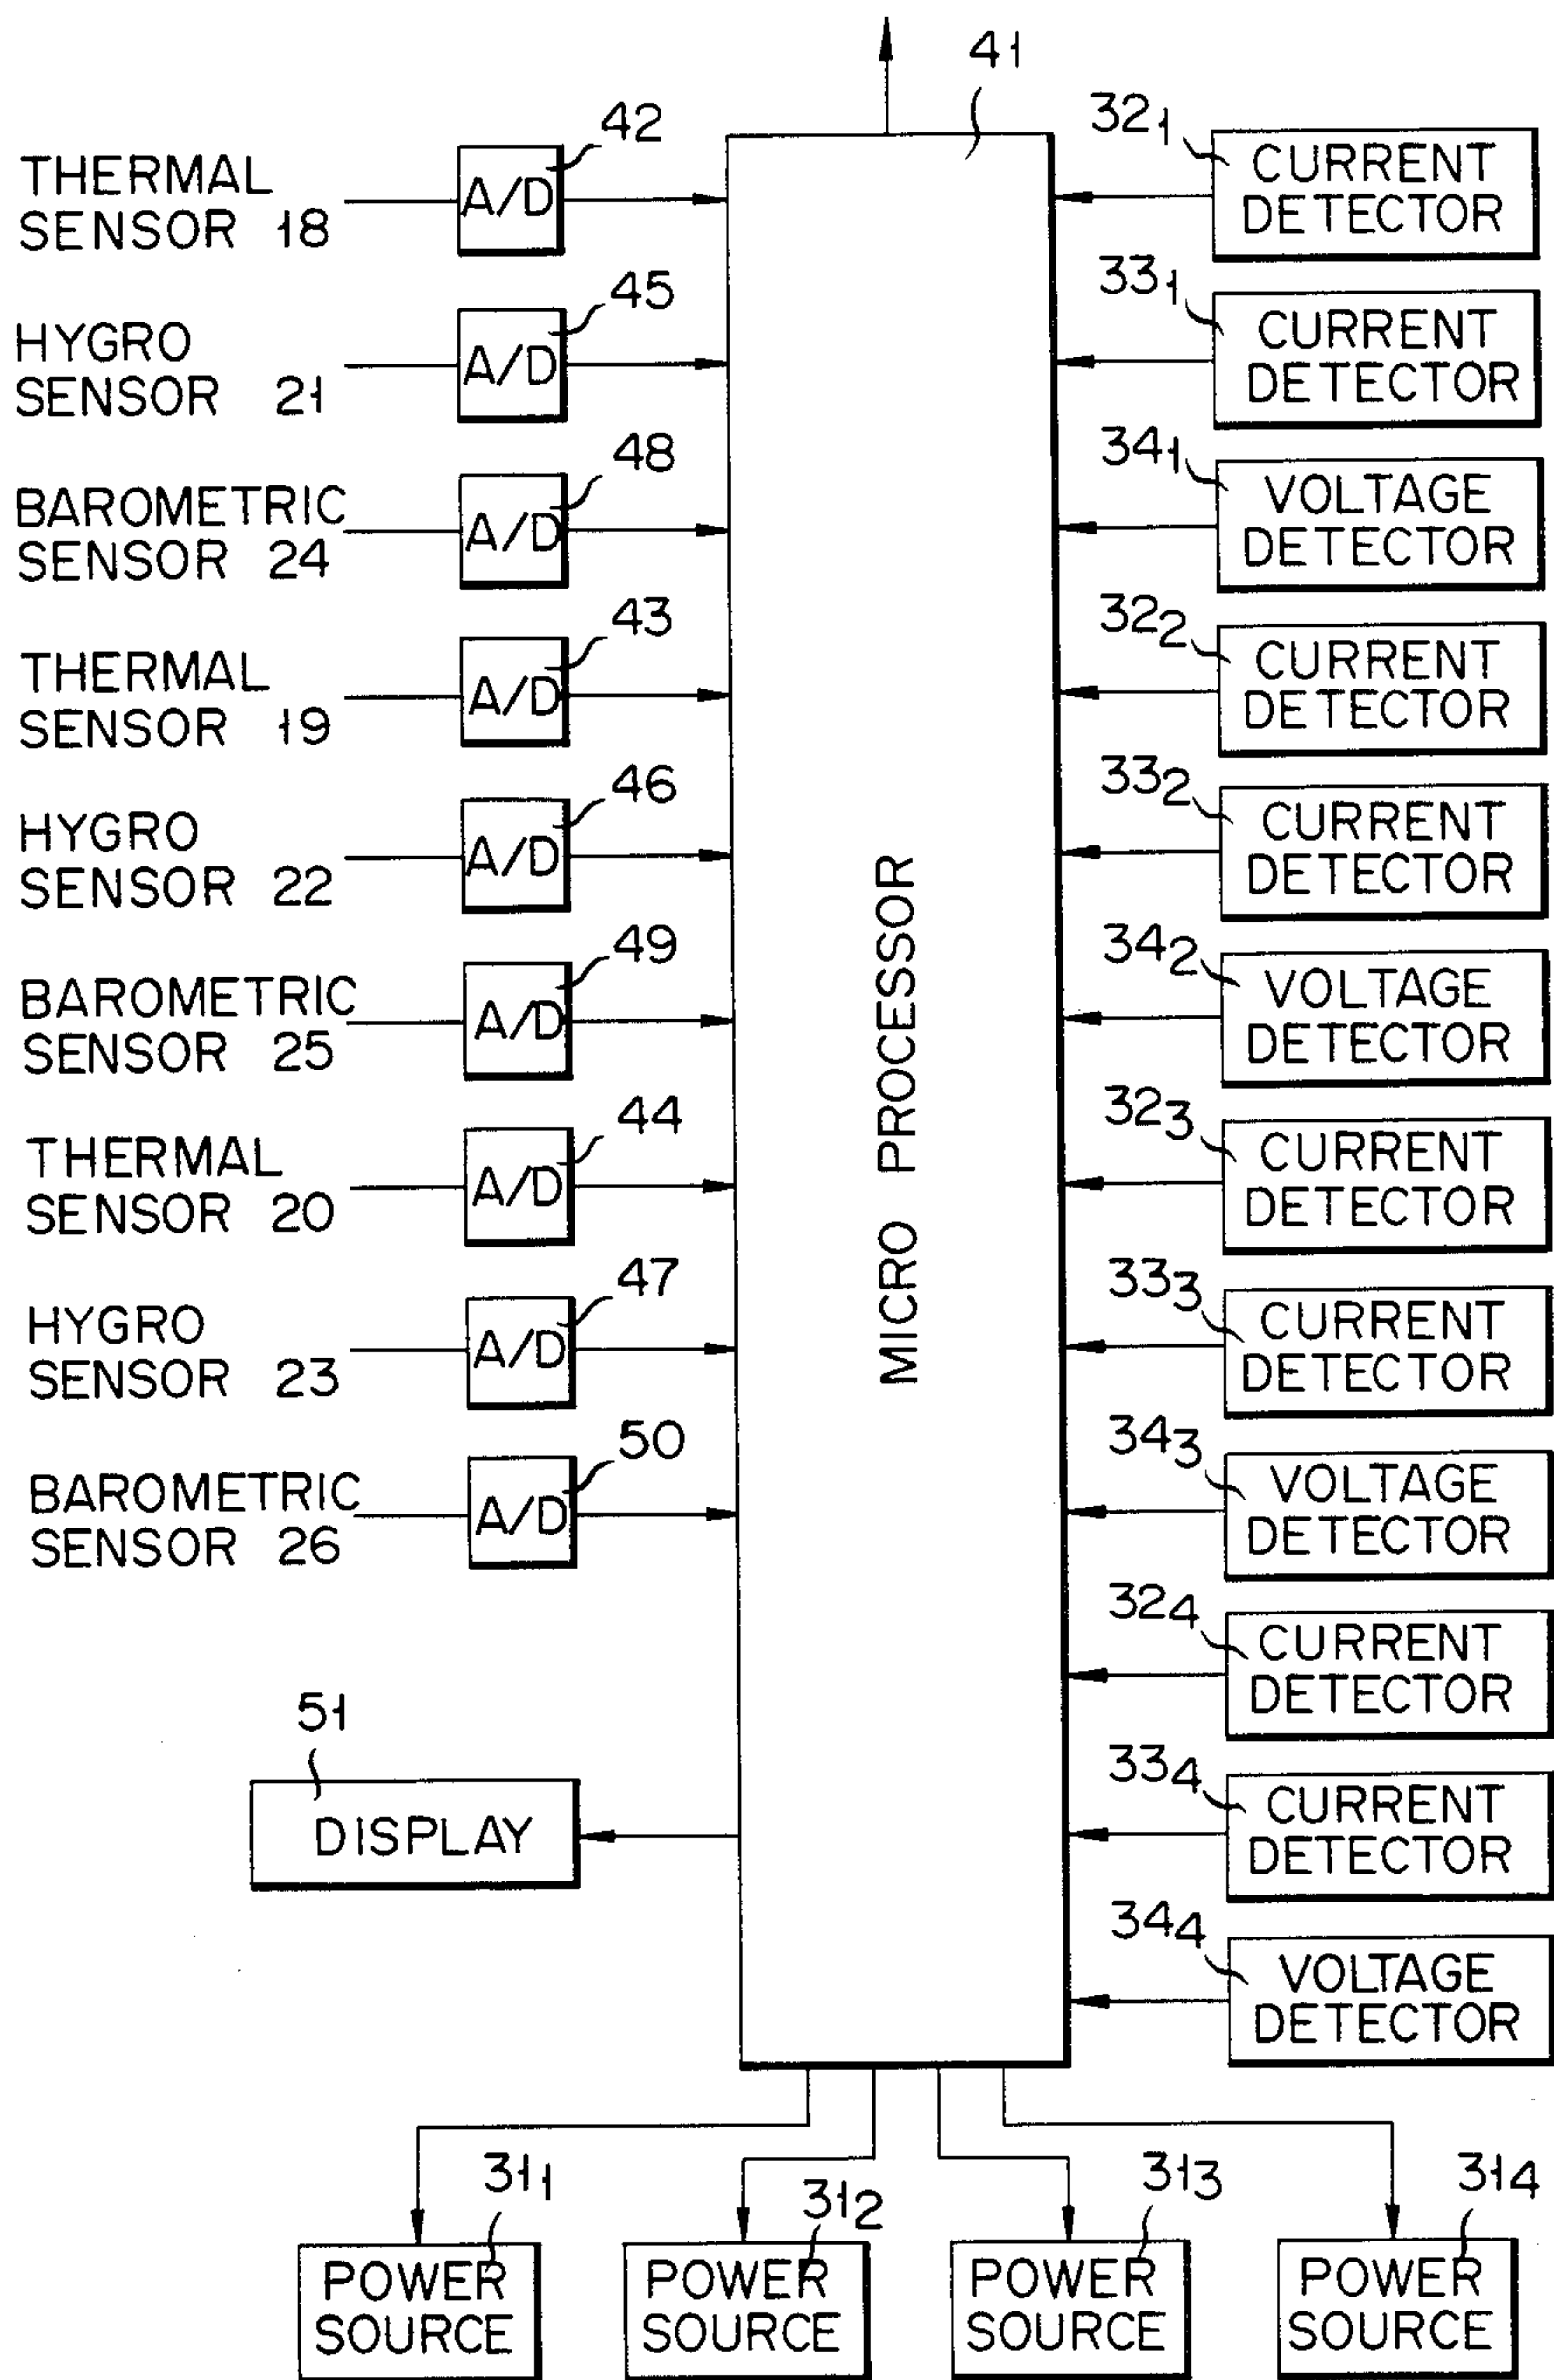 41
THERMAL
SENSOR 18
42
A/D
HYGRO
SENSOR 21
45
A/D
BAROMETRIC
SENSOR 24
48
A/D
THERMAL
SENSOR 19
43
A/D
HYGRO
SENSOR 22
46
A/D
BAROMETRIC
SENSOR 25
49
A/D
THERMAL
SENSOR 20
44
A/D
HYGRO
SENSOR 23
47
A/D
BAROMETRIC
SENSOR 26
50
A/D
51
DISPLAY
MICRO PROCESSOR
32₁
CURRENT
DETECTOR
33₁
CURRENT
DETECTOR
34₁
VOLTAGE
DETECTOR
32₂
CURRENT
DETECTOR
33₂
CURRENT
DETECTOR
34₂
VOLTAGE
DETECTOR
32₃
CURRENT
DETECTOR
33₃
CURRENT
DETECTOR
34₃
VOLTAGE
DETECTOR
32₄
CURRENT
DETECTOR
33₄
CURRENT
DETECTOR
34₄
VOLTAGE
DETECTOR
31₁
POWER
SOURCE
31₂
POWER
SOURCE
31₃
POWER
SOURCE
31₄
POWER
SOURCE